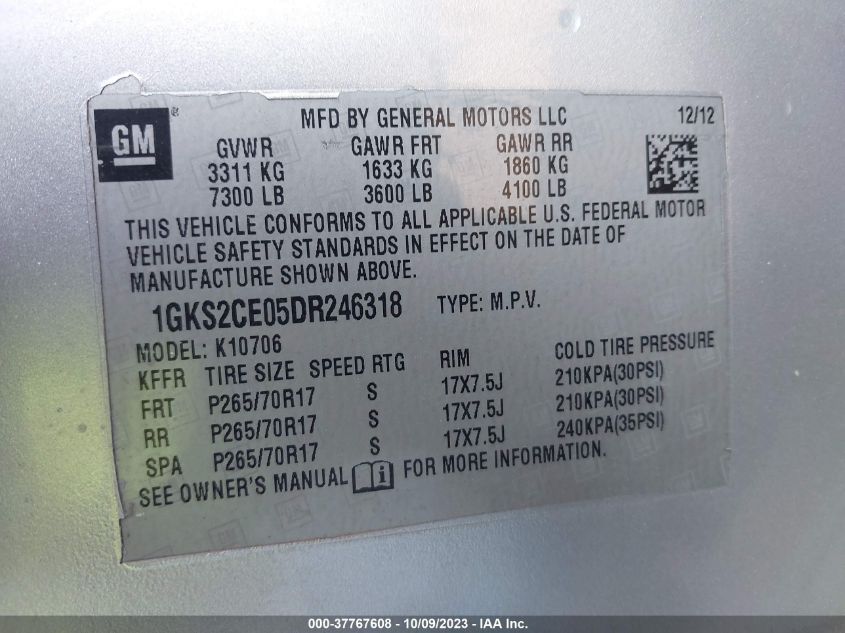 GM
®
MFD BY GENERAL MOTORS LLC 12/12
GVWR GAWR FRT GAWR RR
3311 KG 1633 KG 1860 KG
7300 LB 3600 LB 4100 LB
THIS VEHICLE CONFORMS TO ALL APPLICABLE U.S. FEDERAL MOTOR
VEHICLE SAFETY STANDARDS IN EFFECT ON THE DATE OF
MANUFACTURE SHOWN ABOVE.
1GKS2CE05DR246318 TYPE: M.P.V.
MODEL: K10706
KFFR TIRE SIZE SPEED RTG RIM COLD TIRE PRESSURE
FRT P265/70R17 S 17X7.5J 210KPA(30PSI)
RR P265/70R17 S 17X7.5J 210KPA(30PSI)
SPA P265/70R17 S 17X7.5J 240KPA(35PSI)
SEE OWNER'S MANUAL i FOR MORE INFORMATION.
000-37767608 - 10/09/2023 - IAA Inc.